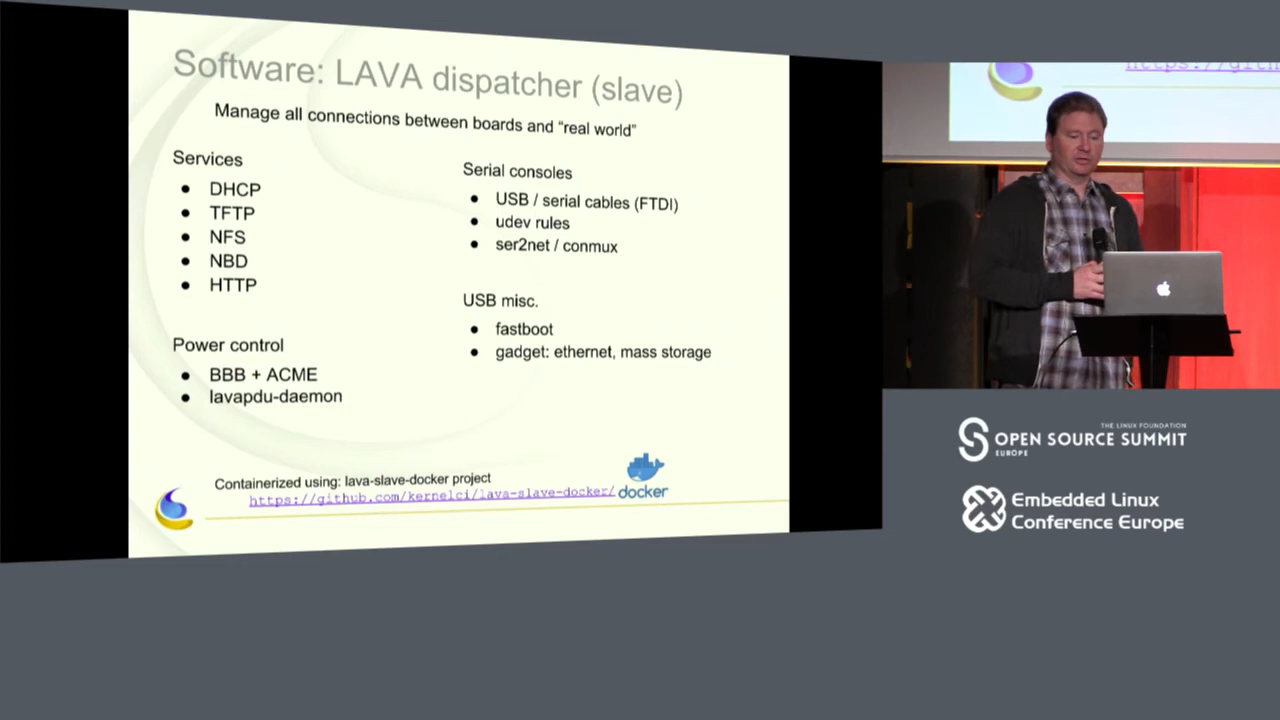 Software: LAVA dispatcher (slave)
Manage all connections between boards and “real world”
Services
● DHCP
● TFTP
● NFS
● NBD
● HTTP
Power control
● BBB + ACME
● lavapdu-daemon
Serial consoles
● USB / serial cables (FTDI)
● udev rules
● ser2net / conmux
USB misc.
● fastboot
● gadget: ethernet, mass storage
Containerized using: lava-slave-docker project
https://github.com/kernelci/lava-slave-docker/
docker
THE LINUX FOUNDATION
OPEN SOURCE SUMMIT
EUROPE
Embedded Linux
Conference Europe